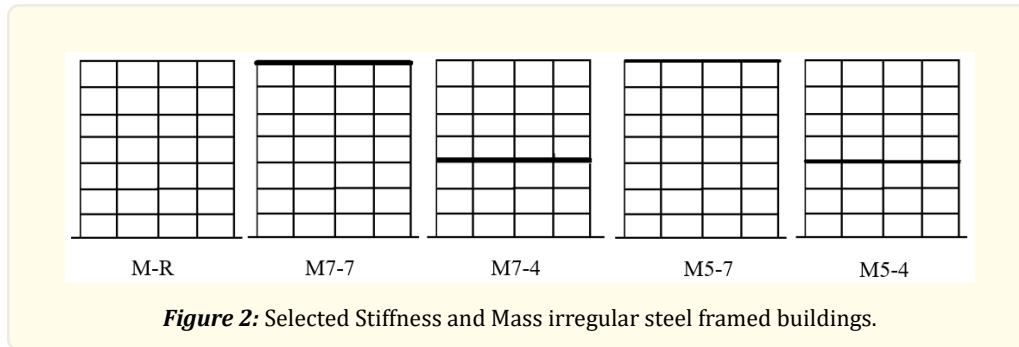 M-R M7-7 M7-4 M5-7 M5-4
Figure 2: Selected Stiffness and Mass irregular steel framed buildings.